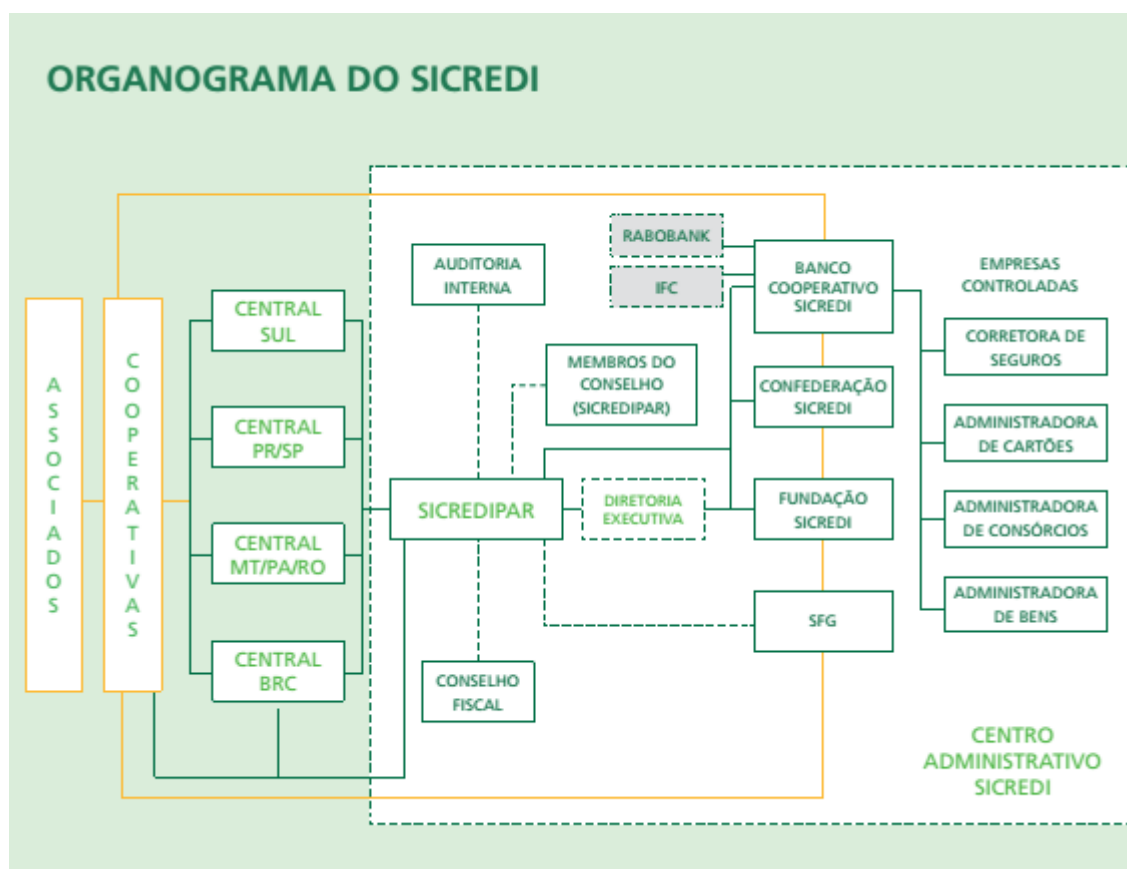 ORGANOGRAMA DO SICREDI
ASSOCIADOS
COOPERATIVAS
CENTRAL
SUL
CENTRAL
PR/SP
CENTRAL
MT/PA/RO
CENTRAL
BRC
AUDITORIA
INTERNA
MEMBROS DO
CONSELHO
(SICREDIPAR)
SICREDIPAR
DIRETORIA
EXECUTIVA
CONSELHO
FISCAL
RABOBANK
IFC
BANCO
COOPERATIVO
SICREDI
CONFEDERAÇÃO
SICREDI
FUNDAÇÃO
SICREDI
SFG
EMPRESAS
CONTROLADAS
CORRETORA DE
SEGUROS
ADMINISTRADORA
DE CARTÕES
ADMINISTRADORA
DE CONSÓRCIOS
ADMINISTRADORA
DE BENS
CENTRO
ADMINISTRATIVO
SICREDI